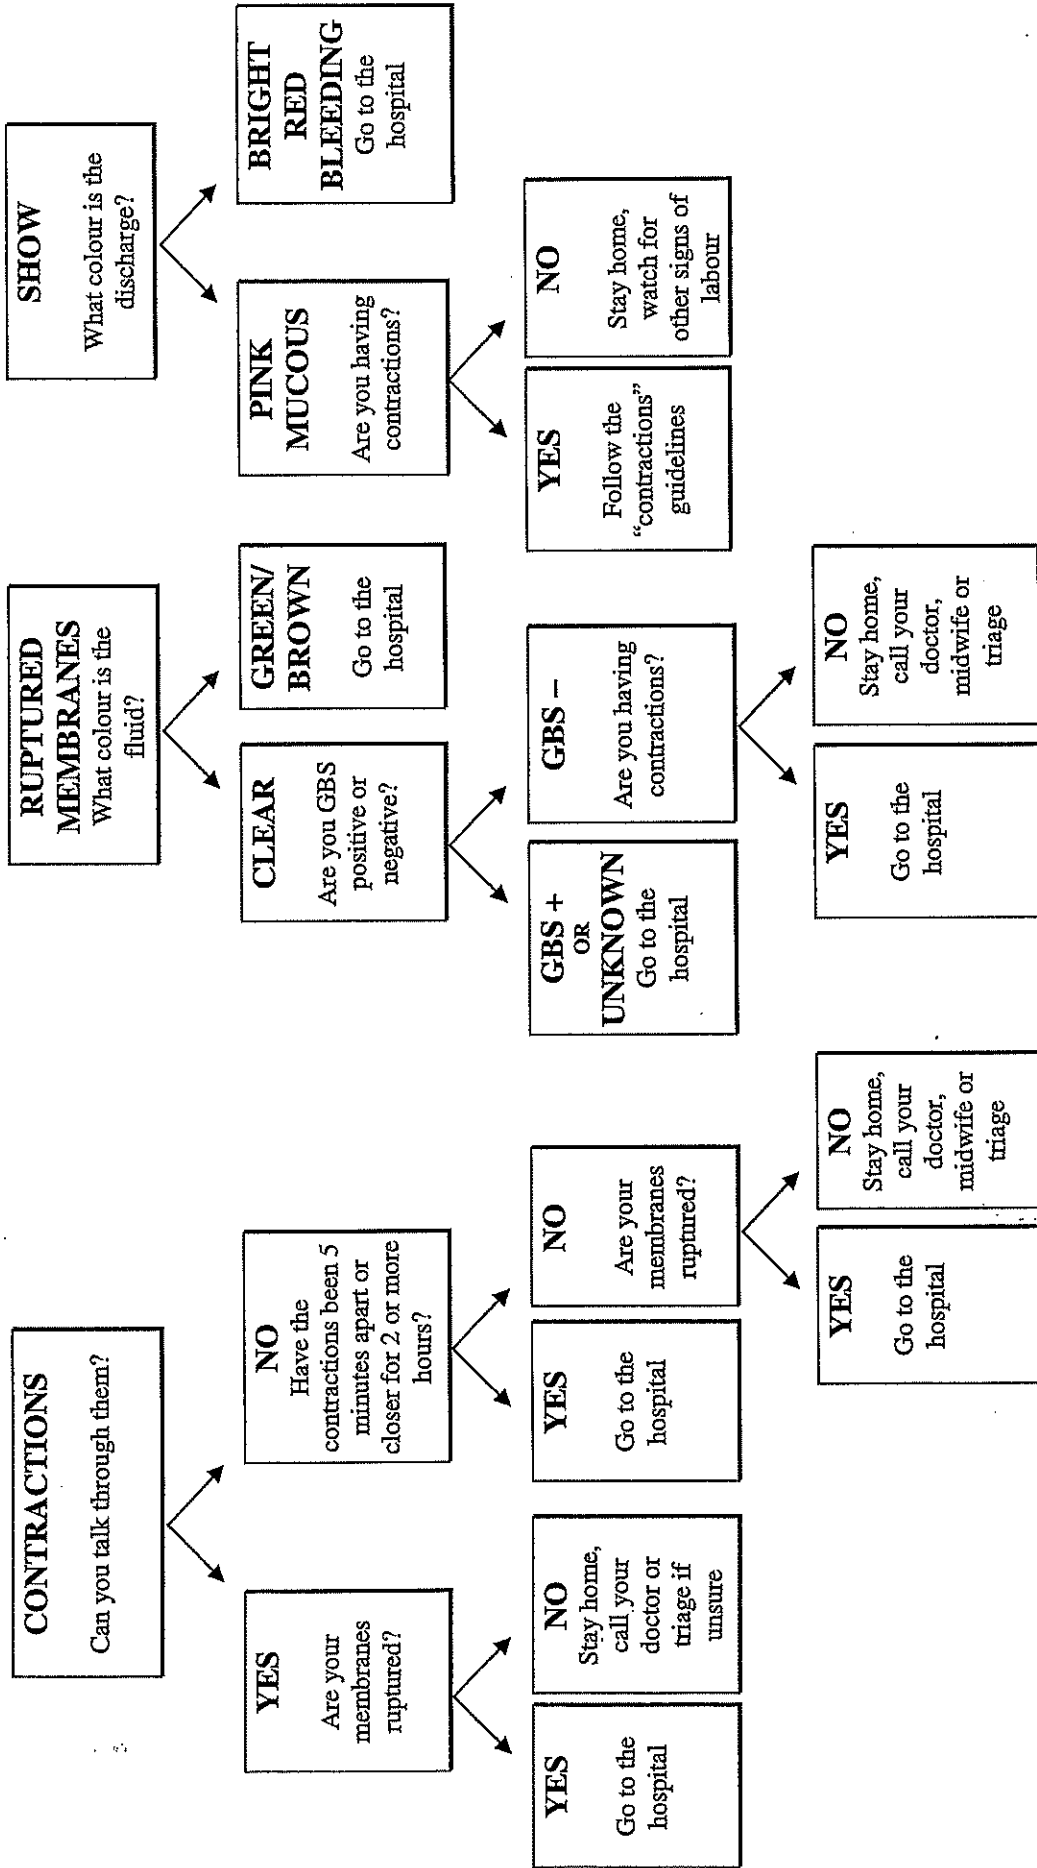 CONTRACTIONS
Can you talk through them?
YES
Are your
membranes
ruptured?
NO
Have the
contractions been 5
minutes apart or
closer for 2 or more
hours?
YES
Go to the
hospital
NO
Stay home,
call your
doctor or
triage if
unsure
YES
Go to the
hospital
NO
Are your
membranes
ruptured?
YES
Go to the
hospital
NO
Stay home,
call your
doctor,
midwife or
triage
RUPTURED
MEMBRANES
What colour is the
fluid?
CLEAR
Are you GBS
positive or
negative?
GREEN/
BROWN
Go to the
hospital
GBS +
OR
UNKNOWN
Go to the
hospital
GBS –
Are you having
contractions?
YES
Go to the
hospital
NO
Stay home,
call your
doctor,
midwife or
triage
SHOW
What colour is the
discharge?
PINK
MUCOUS
Are you having
contractions?
BRIGHT
RED
BLEEDING
Go to the
hospital
YES
Follow the
“contractions”
guidelines
NO
Stay home,
watch for
other signs of
labour